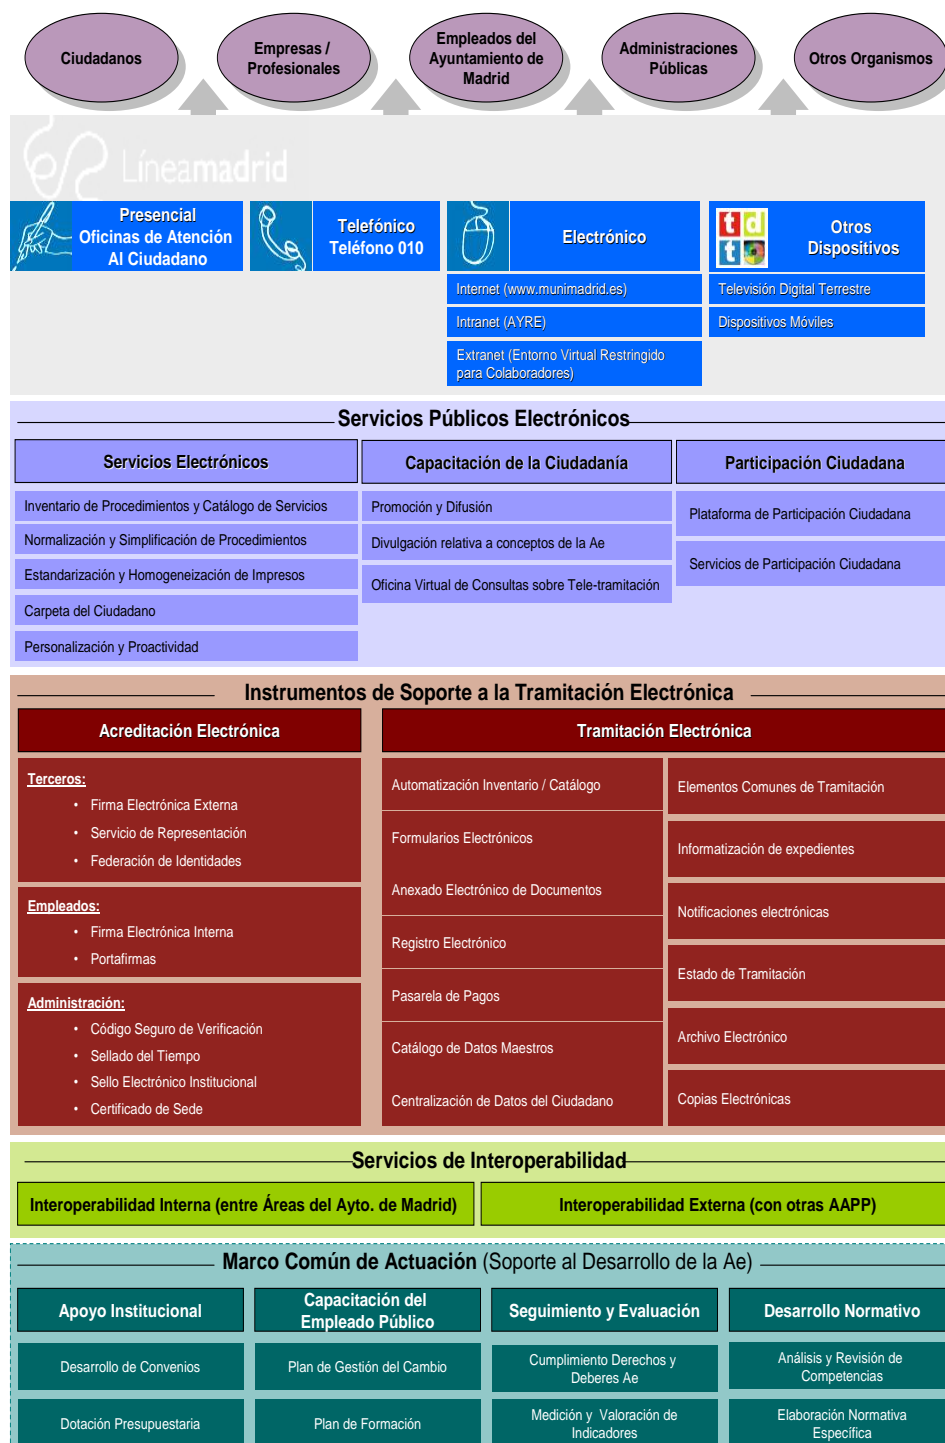 Ciudadanos
Empresas /
Profesionales
Empleados del
Ayuntamiento de
Madrid
Administraciones
Públicas
Otros Organismos
Líneamadrid
Presencial
Oficinas de Atención
Al Ciudadano
Telefónico
Teléfono 010
Electrónico
Internet (www.munimadrid.es)
Intranet (AYRE)
Extranet (Entorno Virtual Restringido
para Colaboradores)
tdt
Otros
Dispositivos
Televisión Digital Terrestre
Dispositivos Móviles
Servicios Públicos Electrónicos
Servicios Electrónicos
Inventario de Procedimientos y Catálogo de Servicios
Normalización y Simplificación de Procedimientos
Estandarización y Homogeneización de Impresos
Carpeta del Ciudadano
Personalización y Proactividad
Capacitación de la Ciudadanía
Promoción y Difusión
Divulgación relativa a conceptos de la Ae
Oficina Virtual de Consultas sobre Tele-tramitación
Participación Ciudadana
Plataforma de Participación Ciudadana
Servicios de Participación Ciudadana
Instrumentos de Soporte a la Tramitación Electrónica
Acreditación Electrónica
Terceros:
• Firma Electrónica Externa
• Servicio de Representación
• Federación de Identidades
Empleados:
• Firma Electrónica Interna
• Portafirmas
Administración:
• Código Seguro de Verificación
• Sellado del Tiempo
• Sello Electrónico Institucional
• Certificado de Sede
Tramitación Electrónica
Automatización Inventario / Catálogo
Formularios Electrónicos
Anexado Electrónico de Documentos
Registro Electrónico
Pasarela de Pagos
Catálogo de Datos Maestros
Centralización de Datos del Ciudadano
Elementos Comunes de Tramitación
Informatización de expedientes
Notificaciones electrónicas
Estado de Tramitación
Archivo Electrónico
Copias Electrónicas
Servicios de Interoperabilidad
Interoperabilidad Interna (entre Áreas del Ayto. de Madrid)
Interoperabilidad Externa (con otras AAPP)
Marco Común de Actuación (Soporte al Desarrollo de la Ae)
Apoyo Institucional
Desarrollo de Convenios
Dotación Presupuestaria
Capacitación del
Empleado Público
Plan de Gestión del Cambio
Plan de Formación
Seguimiento y Evaluación
Cumplimiento Derechos y
Deberes Ae
Medición y Valoración de
Indicadores
Desarrollo Normativo
Análisis y Revisión de
Competencias
Elaboración Normativa
Específica